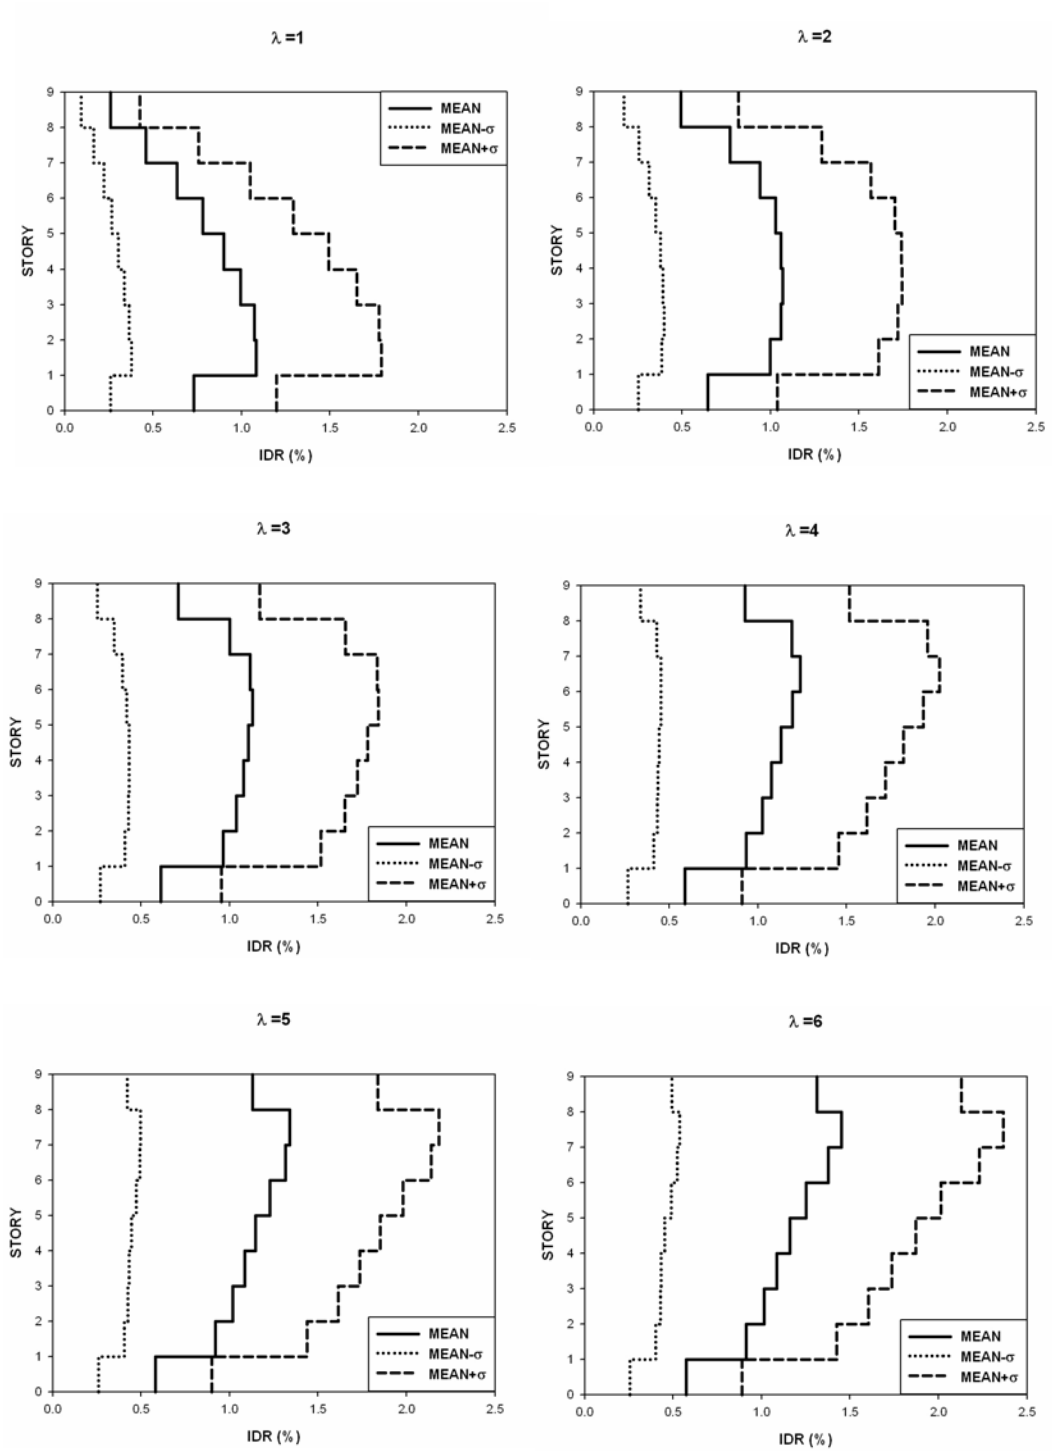 λ =1
9
8
7
6
5
4
3
2
1
0
STORY
MEAN
MEAN-σ
MEAN+σ
0.0 0.5 1.0 1.5 2.0 2.5
IDR (%)
λ =2
9
8
7
6
5
4
3
2
1
0
STORY
MEAN
MEAN-σ
MEAN+σ
0.0 0.5 1.0 1.5 2.0 2.5
IDR (%)
λ =3
9
8
7
6
5
4
3
2
1
0
STORY
MEAN
MEAN-σ
MEAN+σ
0.0 0.5 1.0 1.5 2.0 2.5
IDR (%)
λ =4
9
8
7
6
5
4
3
2
1
0
STORY
MEAN
MEAN-σ
MEAN+σ
0.0 0.5 1.0 1.5 2.0 2.5
IDR (%)
λ =5
9
8
7
6
5
4
3
2
1
0
STORY
MEAN
MEAN-σ
MEAN+σ
0.0 0.5 1.0 1.5 2.0 2.5
IDR (%)
λ =6
9
8
7
6
5
4
3
2
1
0
STORY
MEAN
MEAN-σ
MEAN+σ
0.0 0.5 1.0 1.5 2.0 2.5
IDR (%)